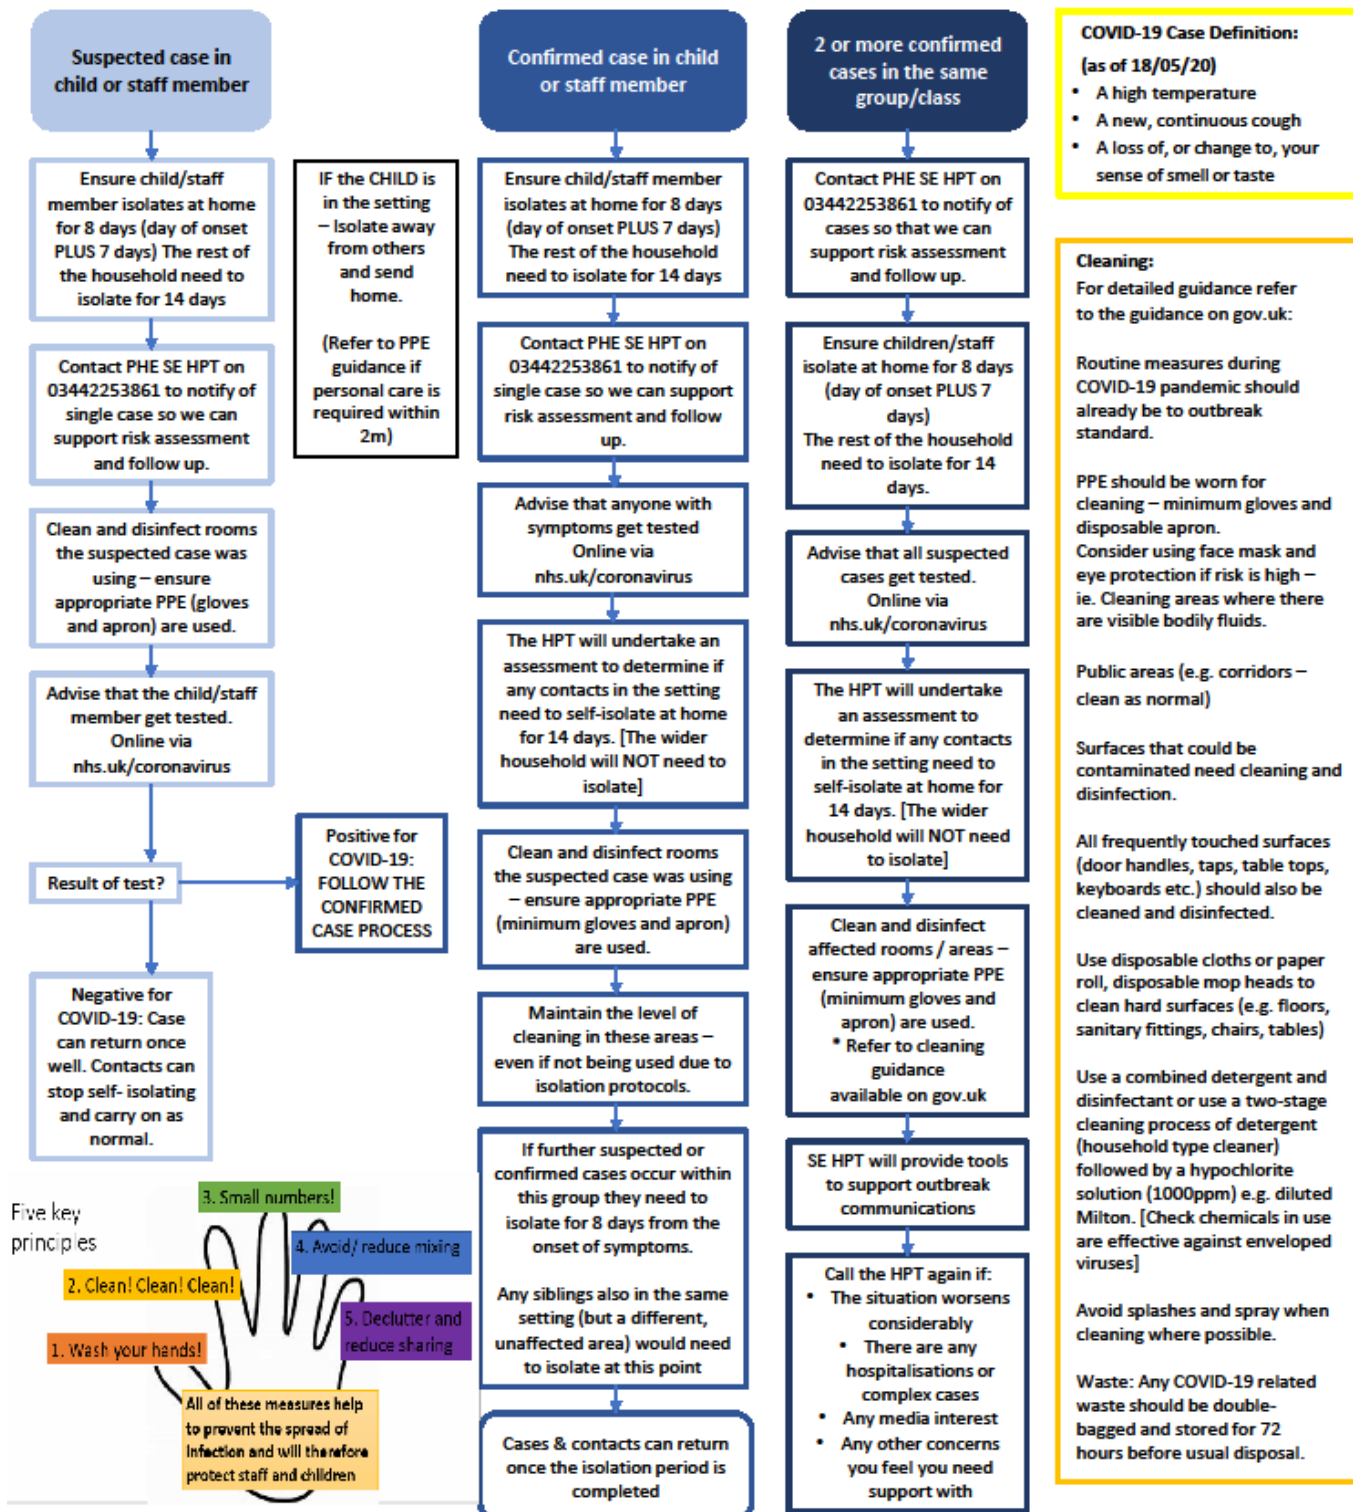 Suspected case in
child or staff member
Ensure child/staff
member isolates at home
for 8 days (day of onset
PLUS 7 days) The rest of
the household need to
isolate for 14 days
Contact PHE SE HPT on
03442253861 to notify of
single case so we can
support risk assessment
and follow up.
Clean and disinfect rooms
the suspected case was
using – ensure
appropriate PPE (gloves
and apron) are used.
Advise that the child/staff
member get tested.
Online via
nhs.uk/coronavirus
Result of test?
Negative for
COVID-19: Case
can return once
well. Contacts can
stop self- isolating
and carry on as
normal.
IF the CHILD is
in the setting
– Isolate away
from others
and send
home.
(Refer to PPE
guidance if
personal care is
required within
2m)
Positive for
COVID-19:
FOLLOW THE
CONFIRMED
CASE PROCESS
Confirmed case in child
or staff member
Ensure child/staff member
isolates at home for 8 days
(day of onset PLUS 7 days)
The rest of the household
need to isolate for 14 days
Contact PHE SE HPT on
03442253861 to notify of
single case so we can support
risk assessment and follow
up.
Advise that anyone with
symptoms get tested
Online via
nhs.uk/coronavirus
The HPT will undertake an
assessment to determine if
any contacts in the setting
need to self-isolate at home
for 14 days. [The wider
household will NOT need to
isolate]
Clean and disinfect rooms
the suspected case was using
– ensure appropriate PPE
(minimum gloves and apron)
are used.
Maintain the level of
cleaning in these areas –
even if not being used due to
isolation protocols.
If further suspected or
confirmed cases occur within
this group they need to
isolate for 8 days from the
onset of symptoms.
Any siblings also in the same
setting (but a different,
unaffected area) would need
to isolate at this point
Cases & contacts can return
once the isolation period is
completed
2 or more confirmed
cases in the same
group/class
Contact PHE SE HPT on
03442253861 to notify of
cases so that we can
support risk assessment
and follow up.
Ensure children/staff
isolate at home for 8 days
(day of onset PLUS 7
days)
The rest of the household
need to isolate for 14
days.
Advise that all suspected
cases get tested.
Online via
nhs.uk/coronavirus
The HPT will undertake
an assessment to
determine if any contacts
in the setting need to
self-isolate at home for
14 days. [The wider
household will NOT need
to isolate]
Clean and disinfect
affected rooms / areas –
ensure appropriate PPE
(minimum gloves and
apron) are used.
* Refer to cleaning
guidance
available on gov.uk
SE HPT will provide tools
to support outbreak
communications
Call the HPT again if:
• The situation worsens
considerably
• There are any
hospitalisations or
complex cases
• Any media interest
• Any other concerns
you feel you need
support with
COVID-19 Case Definition:
(as of 18/05/20)
• A high temperature
• A new, continuous cough
• A loss of, or change to, your
sense of smell or taste
Cleaning:
For detailed guidance refer
to the guidance on gov.uk:
Routine measures during
COVID-19 pandemic should
already be to outbreak
standard.
PPE should be worn for
cleaning – minimum gloves and
disposable apron.
Consider using face mask and
eye protection if risk is high –
ie. Cleaning areas where there
are visible bodily fluids.
Public areas (e.g. corridors –
clean as normal)
Surfaces that could be
contaminated need cleaning and
disinfection.
All frequently touched surfaces
(door handles, taps, table tops,
keyboards etc.) should also be
cleaned and disinfected.
Use disposable cloths or paper
roll, disposable mop heads to
clean hard surfaces (e.g. floors,
sanitary fittings, chairs, tables)
Use a combined detergent and
disinfectant or use a two-stage
cleaning process of detergent
(household type cleaner)
followed by a hypochlorite
solution (1000ppm) e.g. diluted
Milton. [Check chemicals in use
are effective against enveloped
viruses]
Avoid splashes and spray when
cleaning where possible.
Waste: Any COVID-19 related
waste should be double-
bagged and stored for 72
hours before usual disposal.
Five key
principles
1. Wash your hands!
2. Clean! Clean! Clean!
3. Small numbers!
4. Avoid/ reduce mixing
5. Declutter and
reduce sharing
All of these measures help
to prevent the spread of
infection and will therefore
protect staff and children